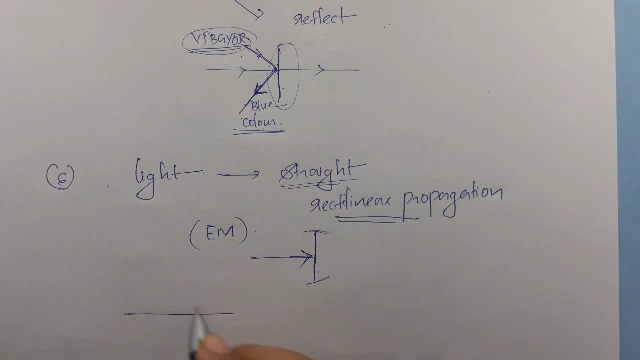 reflect
VIBGYOR
Blue
colour.
(6) light → straight
rectilinear propagation
(EM)